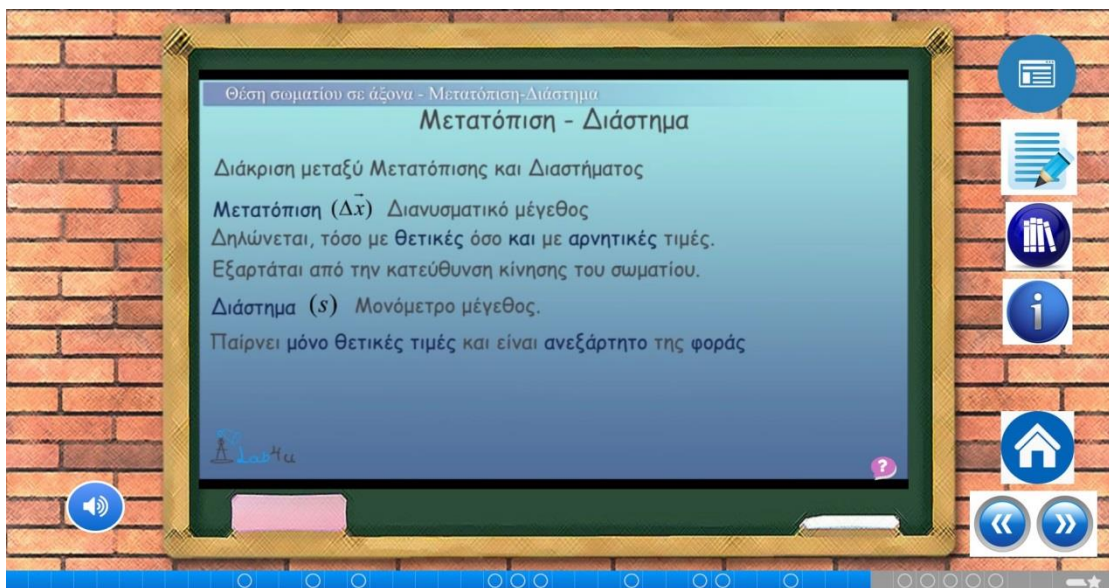 Θέση σωματίου σε άξονα - Μετατόπιση-Διάστημα
Μετατόπιση - Διάστημα
Διάκριση μεταξύ Μετατόπισης και Διαστήματος
Μετατόπιση (Δx⃗) Διανυσματικό μέγεθος
Δηλώνεται, τόσο με θετικές όσο και με αρνητικές τιμές.
Εξαρτάται από την κατεύθυνση κίνησης του σωματίου.
Διάστημα (s) Μονόμετρο μέγεθος.
Παίρνει μόνο θετικές τιμές και είναι ανεξάρτητο της φοράς
Lab4u
?
i